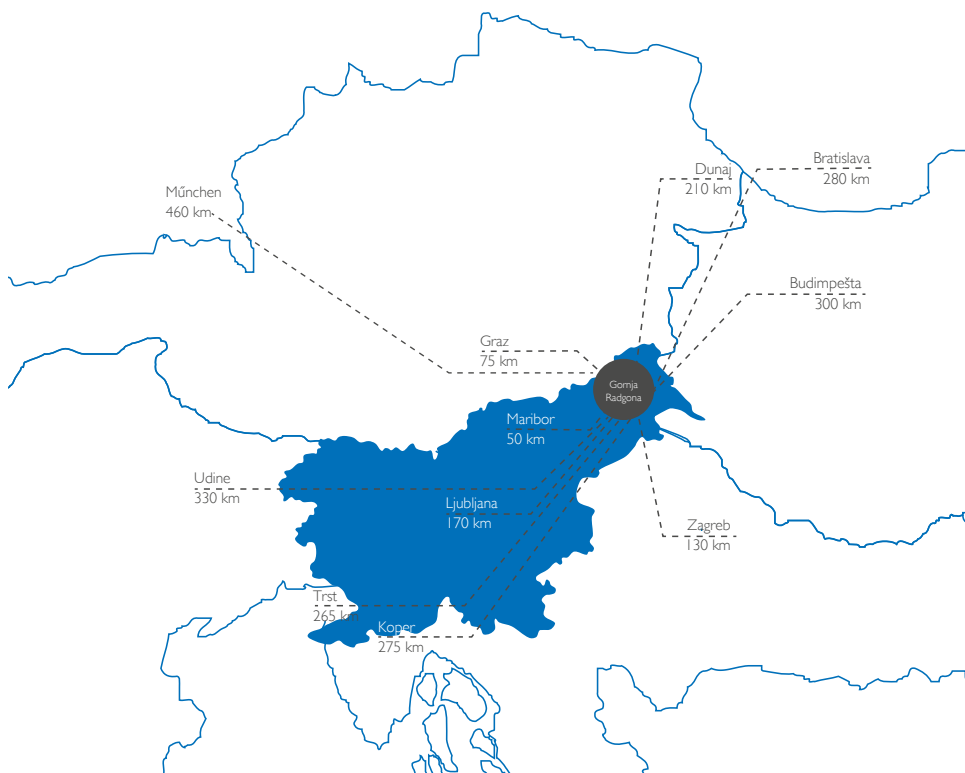 Dunaj
210 km
Bratislava
280 km
Műnchen
460 km
Budimpešta
300 km
Graz
75 km
Gornja
Radgona
Maribor
50 km
Udine
330 km
Ljubljana
170 km
Zagreb
130 km
Trst
265 km
Koper
275 km